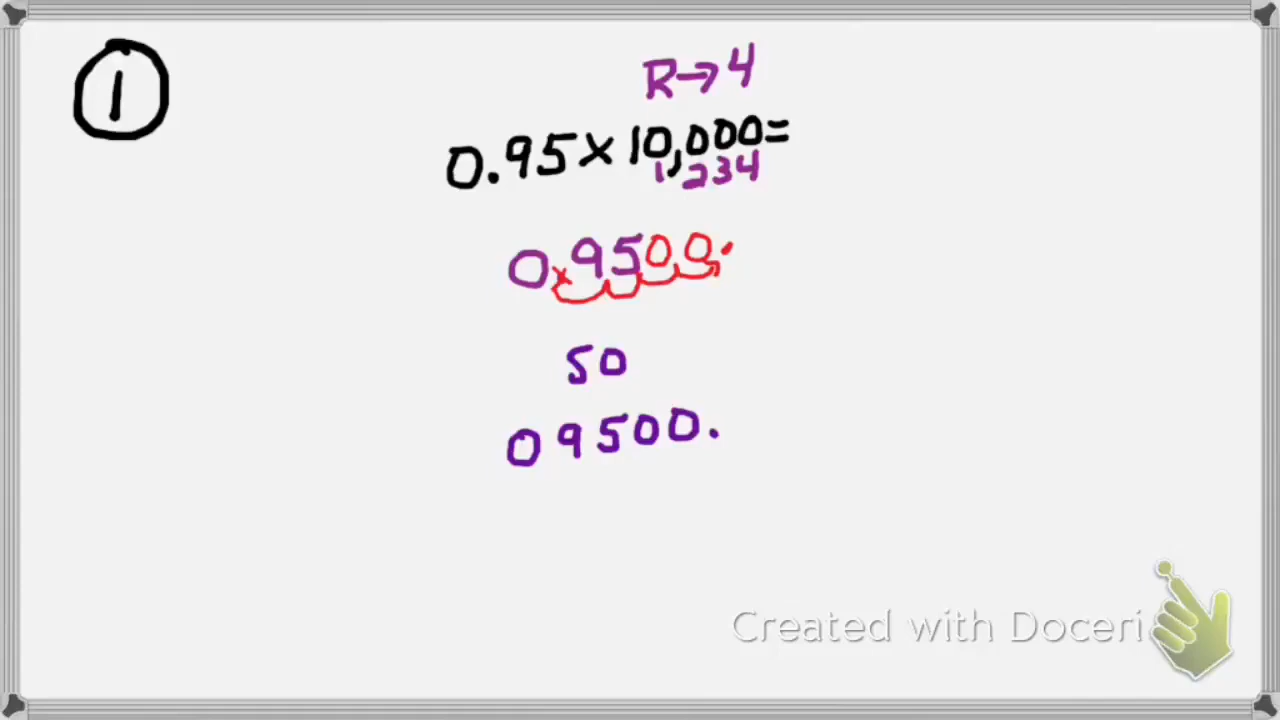 1
R→4
0.95×10,000=
1 2 3 4
0.9500.
50
09500.
Created with Doceri